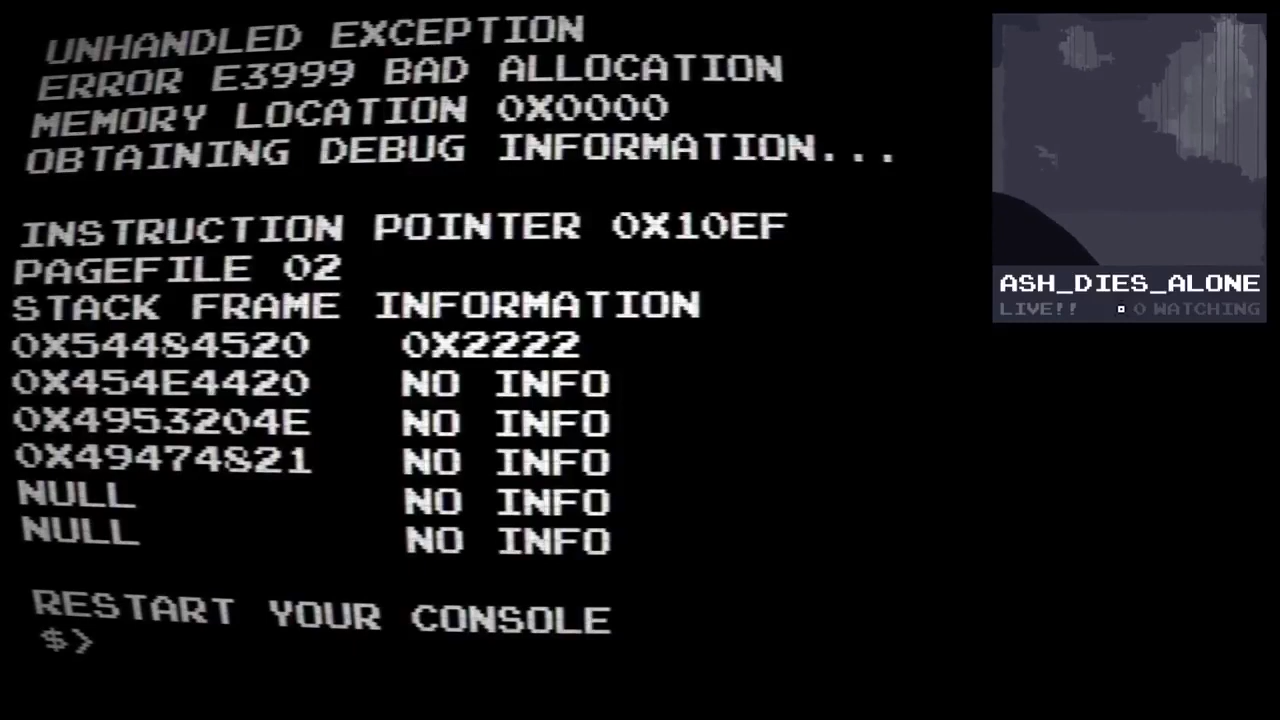 UNHANDLED EXCEPTION
ERROR E3999 BAD ALLOCATION
MEMORY LOCATION 0X0000
OBTAINING DEBUG INFORMATION...
INSTRUCTION POINTER 0X10EF
PAGEFILE 02
STACK FRAME INFORMATION
0X54484520 0X2222
0X454E4420 NO INFO
0X4953204E NO INFO
0X49474821 NO INFO
NULL NO INFO
NULL NO INFO
RESTART YOUR CONSOLE
$>
ASH_DIES_ALONE
LIVE!! 0 WATCHING